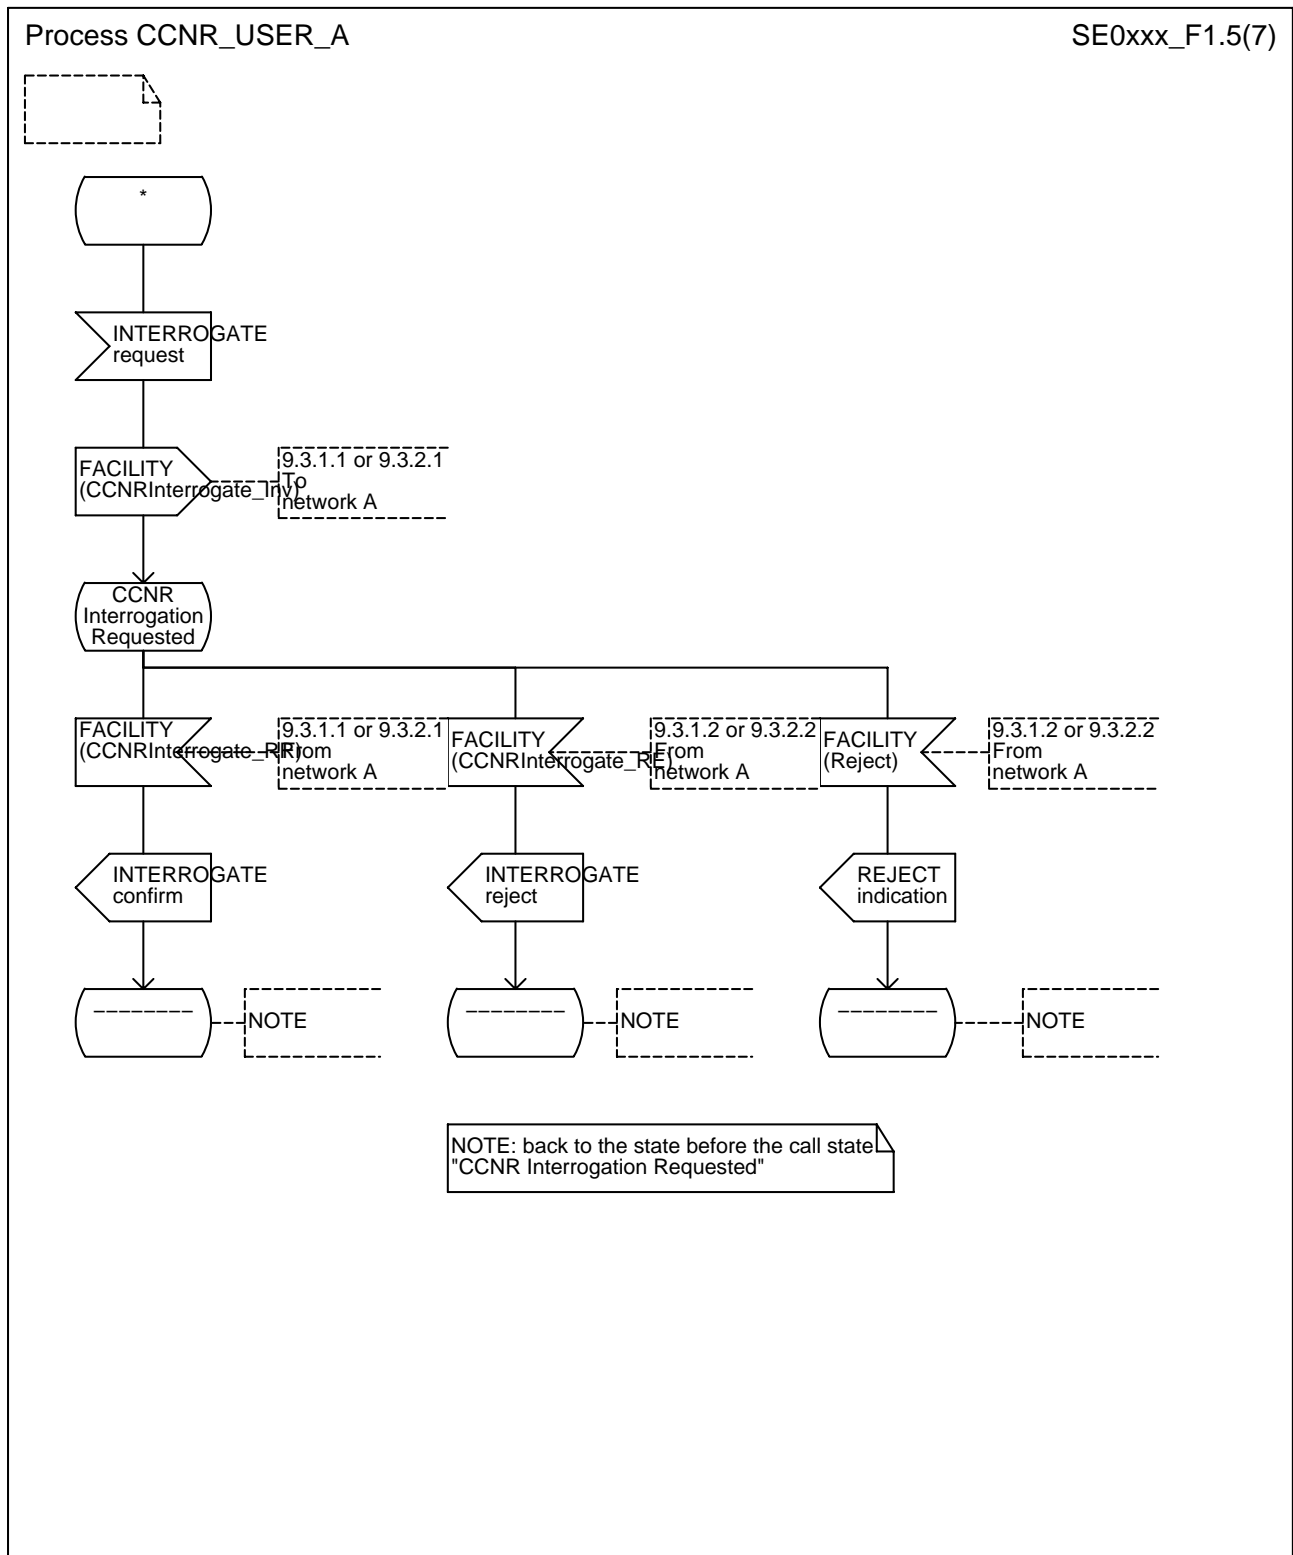 Process CCNR_USER_A
SE0xxx_F1.5(7)
*
INTERROGATE
request
FACILITY
(CCNRInterrogate_Inv)
9.3.1.1 or 9.3.2.1
To
network A
CCNR
Interrogation
Requested
FACILITY
(CCNRInterrogate_RR)
9.3.1.1 or 9.3.2.1
From
network A
FACILITY
(CCNRInterrogate_RE)
9.3.1.2 or 9.3.2.2
From
network A
FACILITY
(Reject)
9.3.1.2 or 9.3.2.2
From
network A
INTERROGATE
confirm
INTERROGATE
reject
REJECT
indication
_________
NOTE
_________
NOTE
_________
NOTE
NOTE: back to the state before the call state
"CCNR Interrogation Requested"